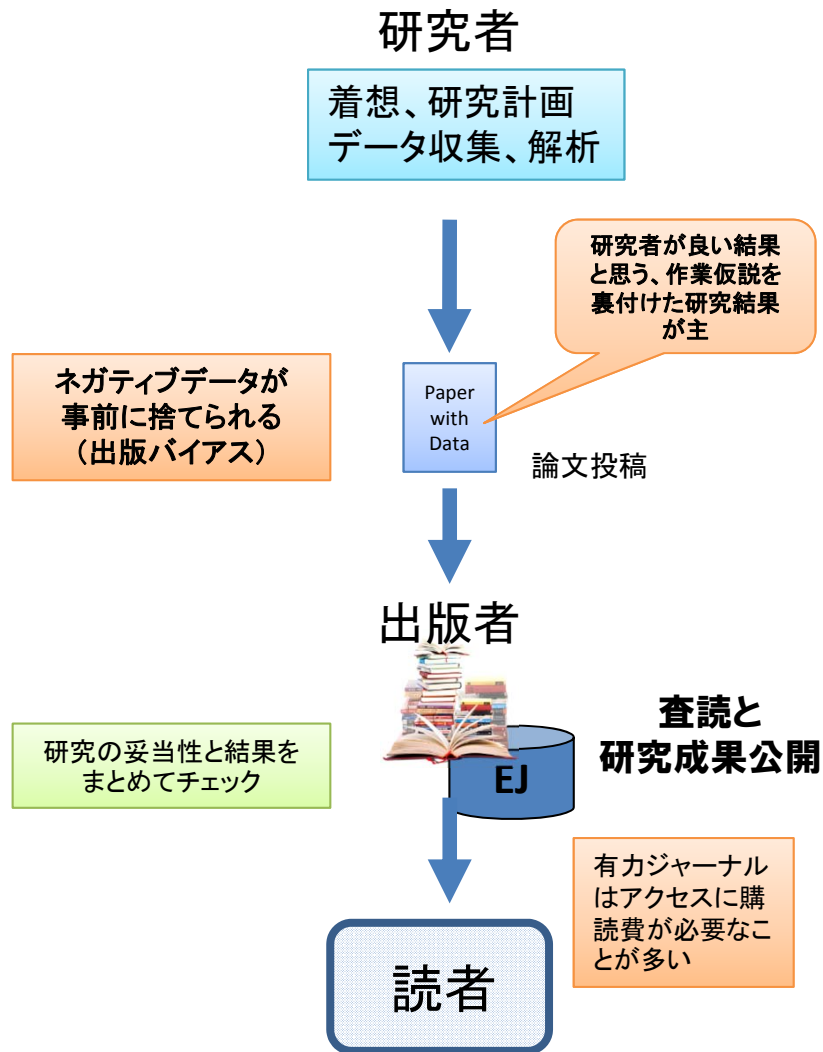 研究者
着想、研究計画
データ収集、解析
研究者が良い結果
と思う、作業仮説を
裏付けた研究結果
が主
ネガティブデータが
事前に捨てられる
（出版バイアス）
Paper
with
Data
論文投稿
出版者
査読と
研究成果公開
研究の妥当性と結果を
まとめてチェック
EJ
有力ジャーナル
はアクセスに購
読費が必要なこ
とが多い
読者